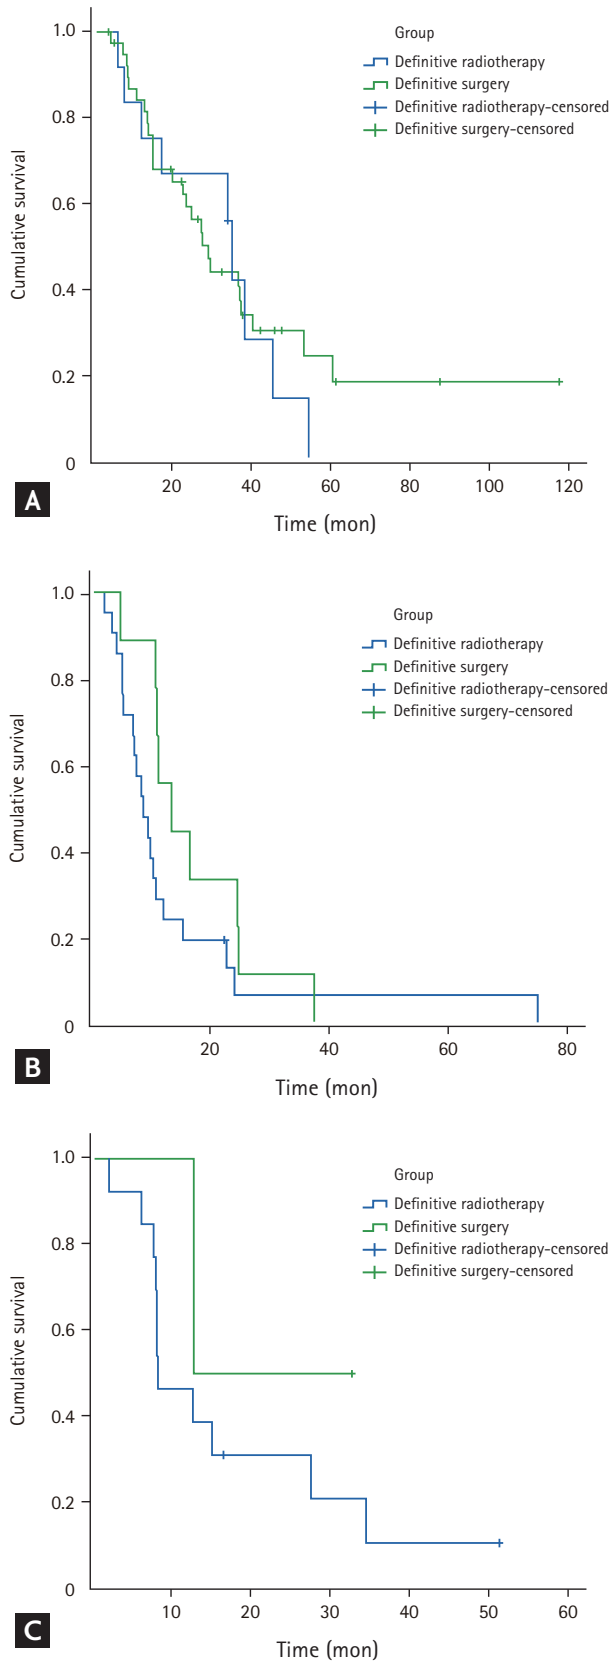 Group
Definitive radiotherapy
Definitive surgery
Definitive radiotherapy-censored
Definitive surgery-censored
Cumulative survival
1.0
0.8
0.6
0.4
0.2
0
20
40
60
80
100
120
Time (mon)
A
Group
Definitive radiotherapy
Definitive surgery
Definitive radiotherapy-censored
Definitive surgery-censored
Cumulative survival
1.0
0.8
0.6
0.4
0.2
0
20
40
60
80
Time (mon)
B
Group
Definitive radiotherapy
Definitive surgery
Definitive radiotherapy-censored
Definitive surgery-censored
Cumulative survival
1.0
0.8
0.6
0.4
0.2
0
10
20
30
40
50
60
Time (mon)
C